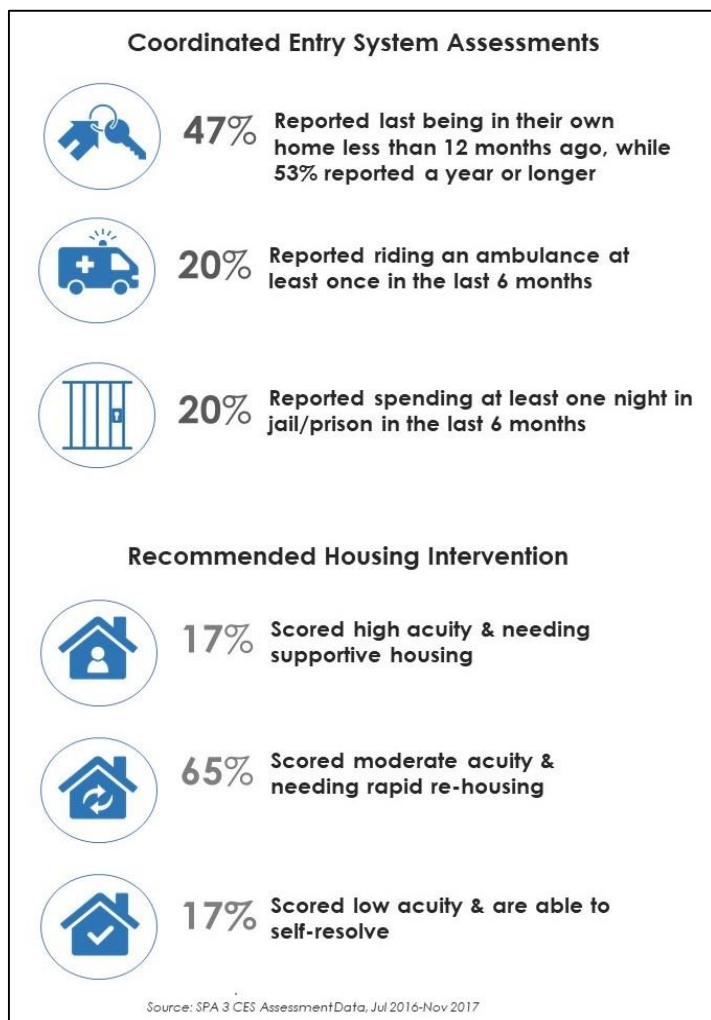 Coordinated Entry System Assessments
47% Reported last being in their own
home less than 12 months ago, while
53% reported a year or longer
20% Reported riding an ambulance at
least once in the last 6 months
20% Reported spending at least one night in
jail/prison in the last 6 months
Recommended Housing Intervention
17% Scored high acuity & needing
supportive housing
65% Scored moderate acuity &
needing rapid re-housing
17% Scored low acuity & are able to
self-resolve
Source: SPA 3 CES AssessmentData, Jul 2016-Nov 2017